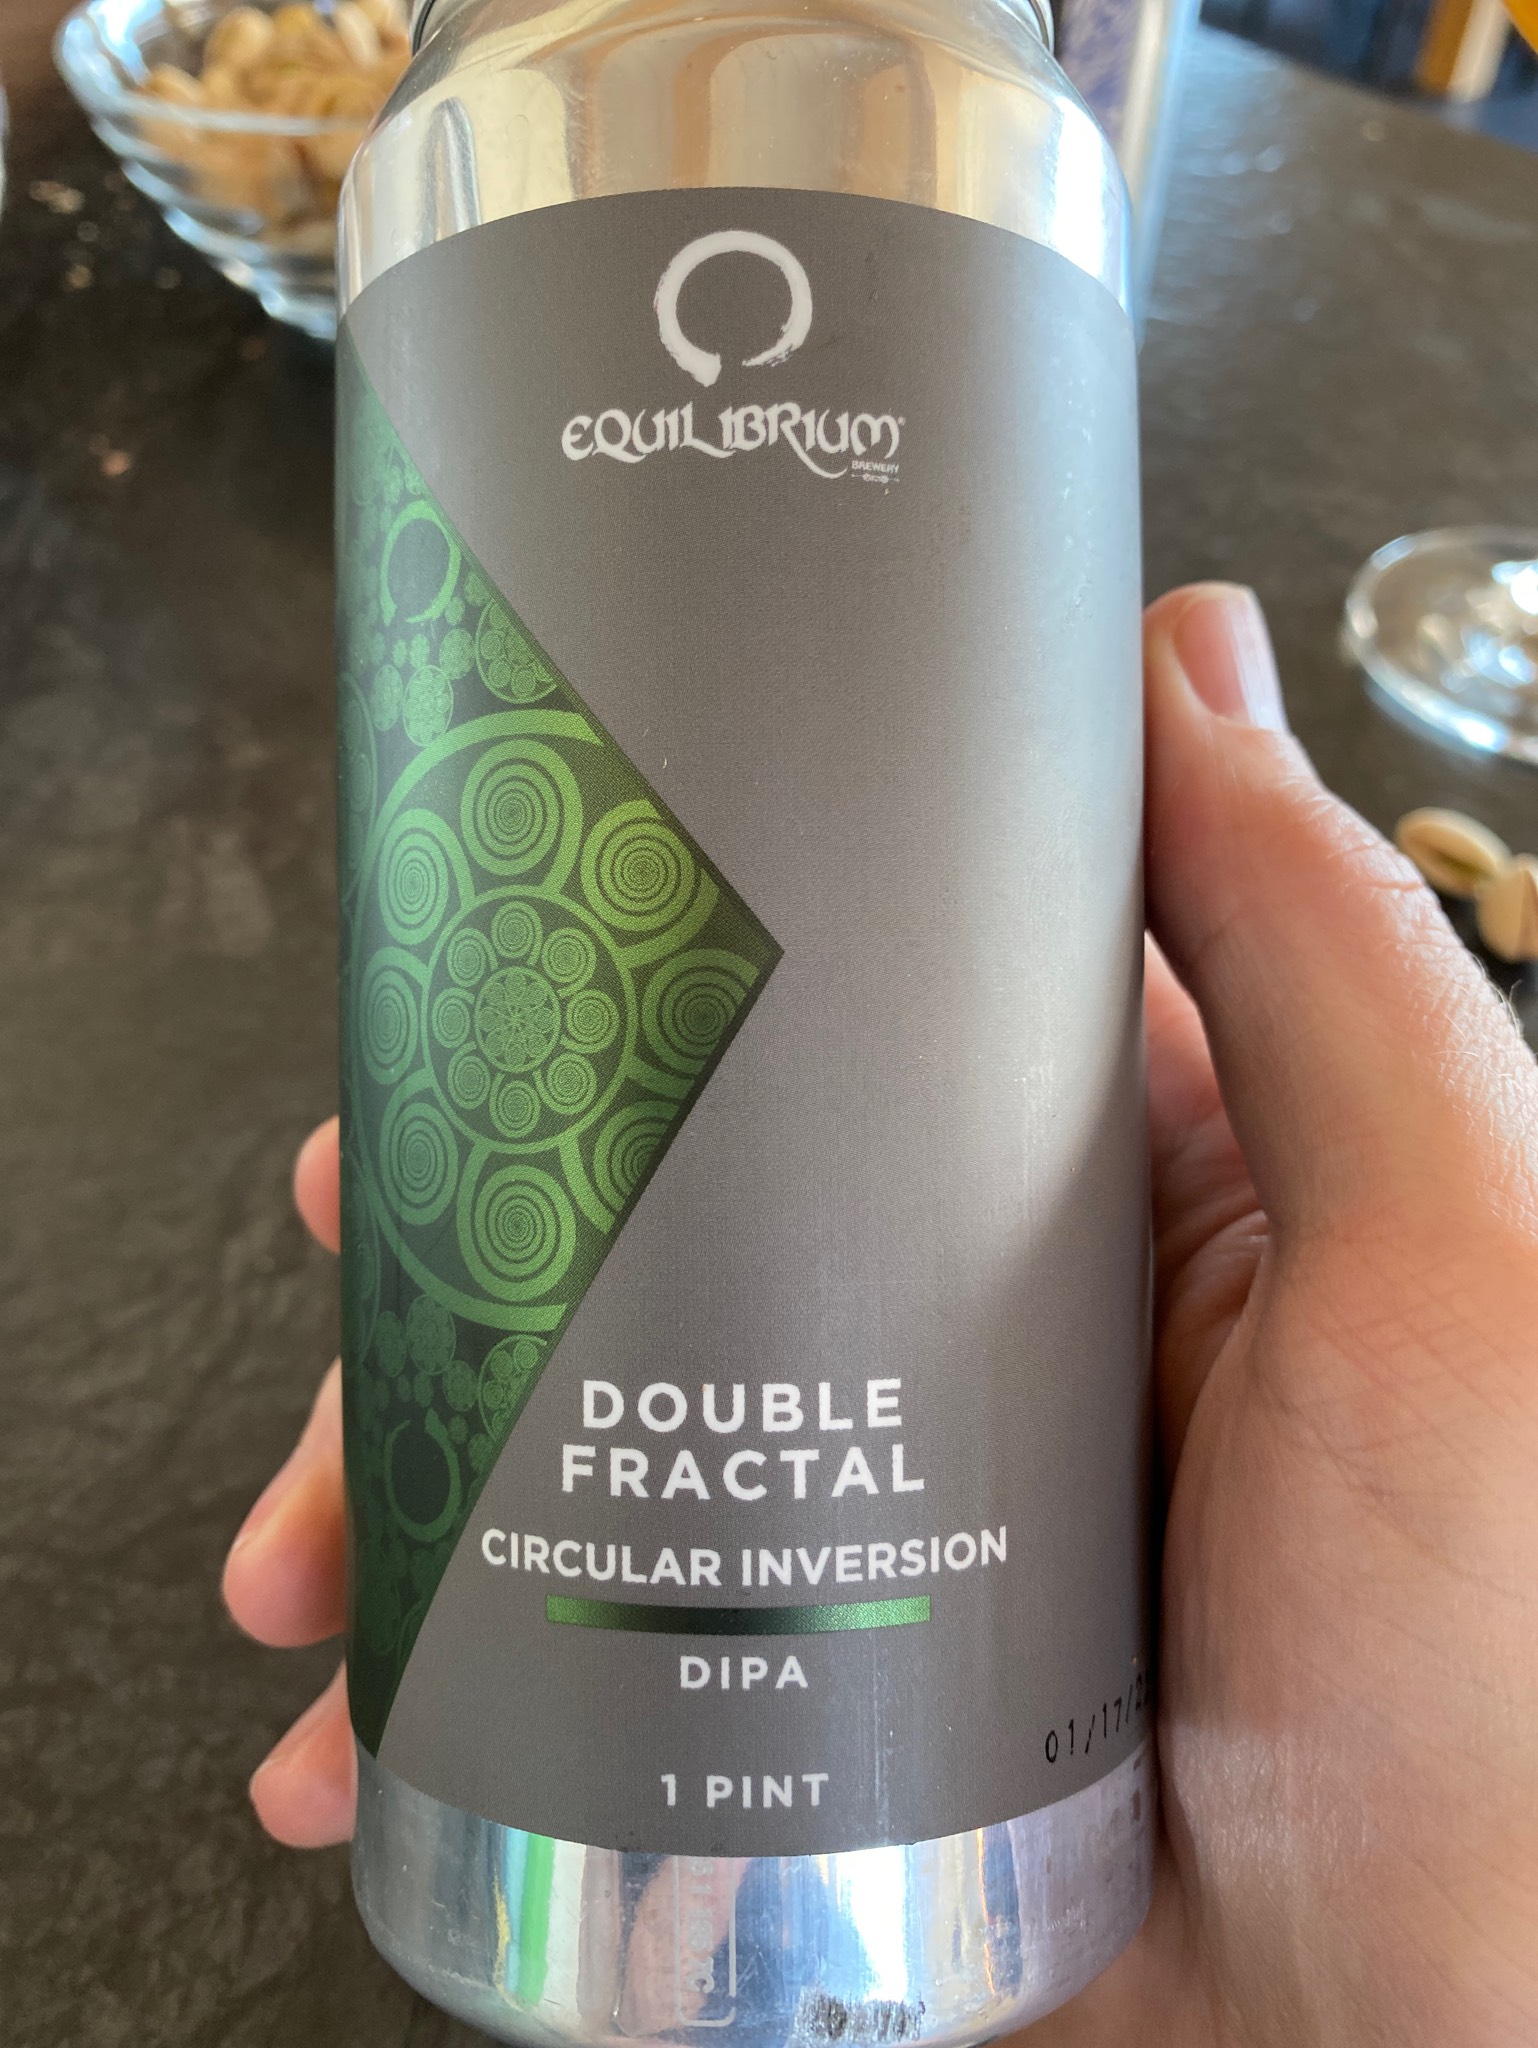 EQUILIBRIUM
BREWERY
DOUBLE
FRACTAL
CIRCULAR INVERSION
DIPA
1 PINT